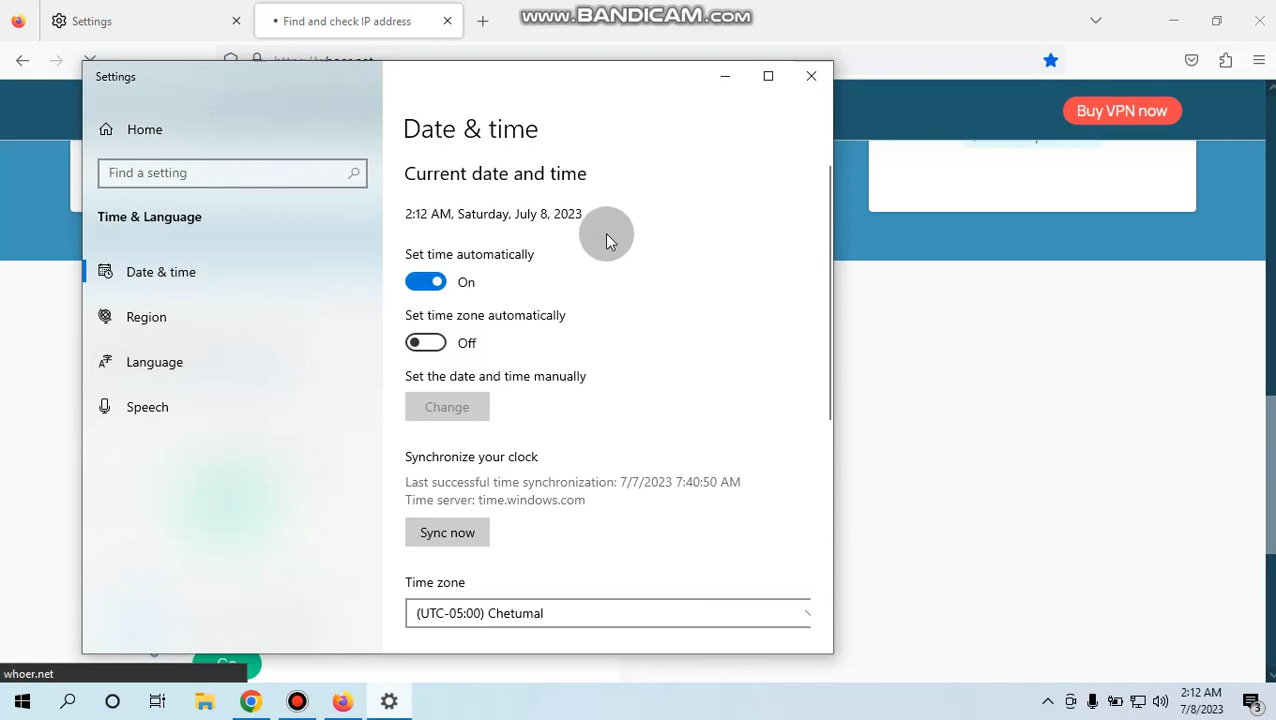 Settings
Find and check IP address
www.BANDICAM.com
Settings
Buy VPN now
Home
Date & time
Find a setting
Current date and time
Time & Language
2:12 AM, Saturday, July 8, 2023
Set time automatically
Date & time
On
Region
Set time zone automatically
Off
Language
Set the date and time manually
Speech
Change
Synchronize your clock
Last successful time synchronization: 7/7/2023 7:40:50 AM
Time server: time.windows.com
Sync now
Time zone
(UTC-05:00) Chetumal
whoer.net
2:12 AM
7/8/2023
3